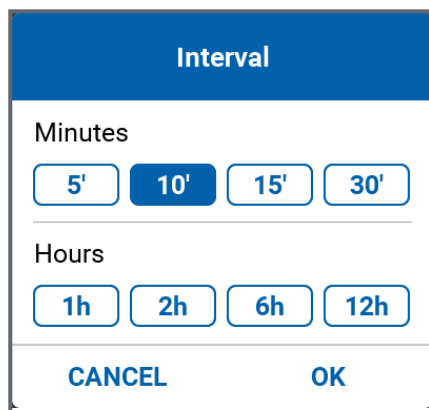 Interval
Minutes
5' 10' 15' 30'
Hours
1h 2h 6h 12h
CANCEL OK